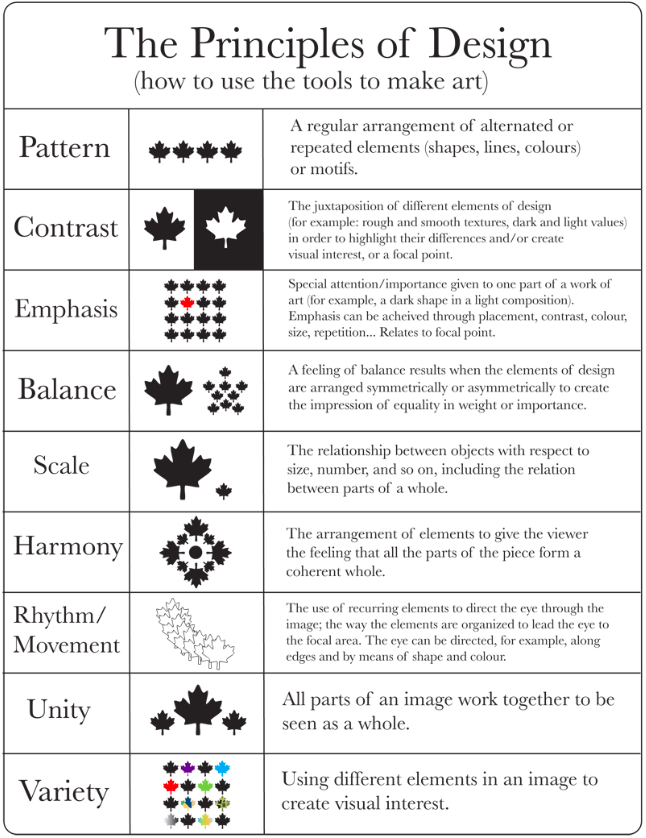 The Principles of Design
(how to use the tools to make art)
Pattern
A regular arrangement of alternated or
repeated elements (shapes, lines, colours)
or motifs.
Contrast
The juxtaposition of different elements of design
(for example: rough and smooth textures, dark and light values)
in order to highlight their differences and/or create
visual interest, or a focal point.
Emphasis
Special attention/importance given to one part of a work of
art (for example, a dark shape in a light composition).
Emphasis can be acheived through placement, contrast, colour,
size, repetition... Relates to focal point.
Balance
A feeling of balance results when the elements of design
are arranged symmetrically or asymmetrically to create
the impression of equality in weight or importance.
Scale
The relationship between objects with respect to
size, number, and so on, including the relation
between parts of a whole.
Harmony
The arrangement of elements to give the viewer
the feeling that all the parts of the piece form a
coherent whole.
Rhythm/
Movement
The use of recurring elements to direct the eye through the
image; the way the elements are organized to lead the eye to
the focal area. The eye can be directed, for example, along
edges and by means of shape and colour.
Unity
All parts of an image work together to be
seen as a whole.
Variety
Using different elements in an image to
create visual interest.